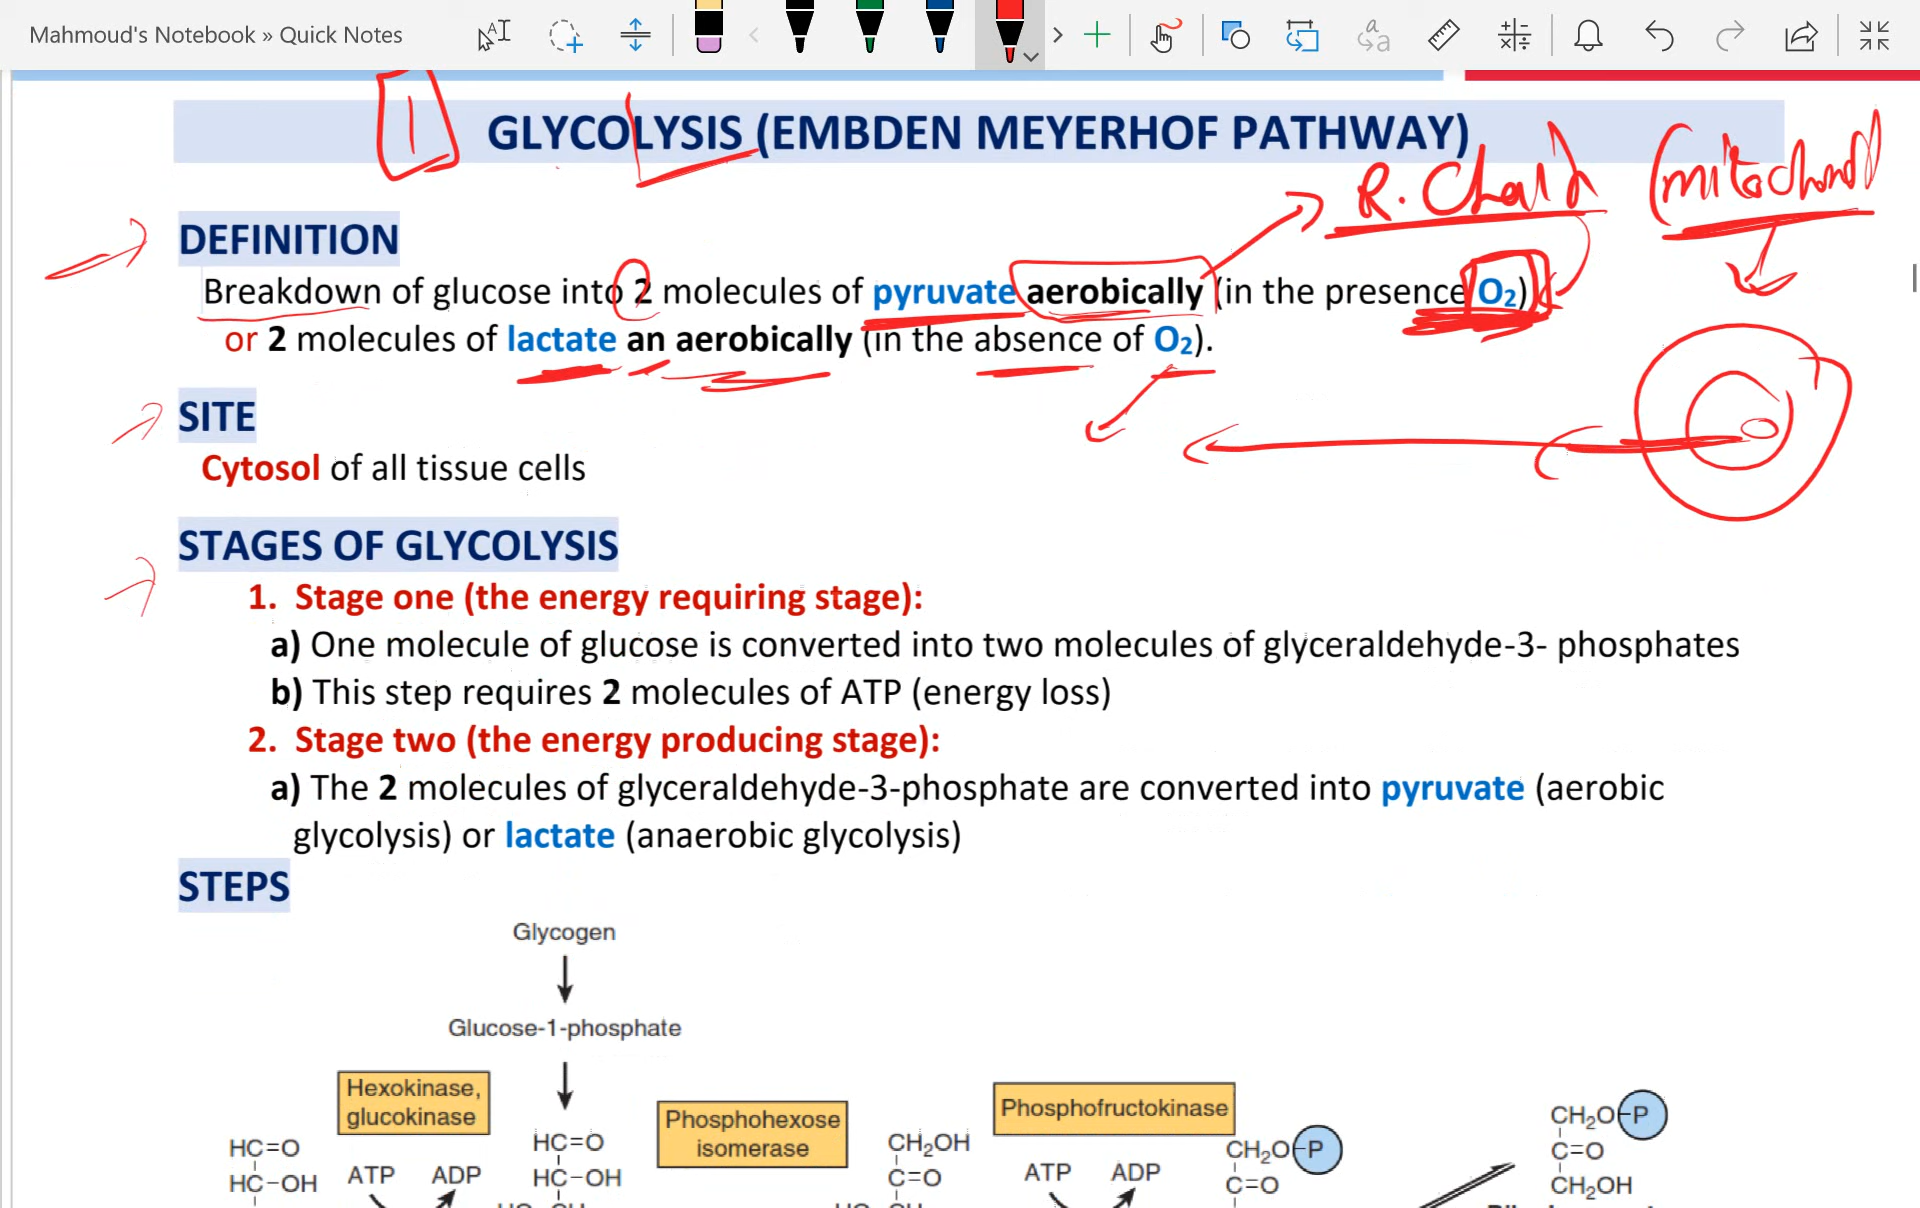 Mahmoud's Notebook » Quick Notes
1 GLYCOLYSIS (EMBDEN MEYERHOF PATHWAY)
R. Chain
DEFINITION
Breakdown of glucose into 2 molecules of pyruvate aerobically (in the presence O₂)
or 2 molecules of lactate an aerobically (in the absence of O₂).
SITE
Cytosol of all tissue cells
STAGES OF GLYCOLYSIS
1. Stage one (the energy requiring stage):
a) One molecule of glucose is converted into two molecules of glyceraldehyde-3- phosphates
b) This step requires 2 molecules of ATP (energy loss)
2. Stage two (the energy producing stage):
a) The 2 molecules of glyceraldehyde-3-phosphate are converted into pyruvate (aerobic
glycolysis) or lactate (anaerobic glycolysis)
STEPS
Glycogen
Glucose-1-phosphate
Hexokinase,
glucokinase
Phosphohexose
isomerase
Phosphofructokinase
HC=O
HC-OH
ATP ADP
HC=O
HC-OH
CH₂OH
C=O
ATP ADP
CH₂O-P
C=O
CH₂O-P
C=O
CH₂OH